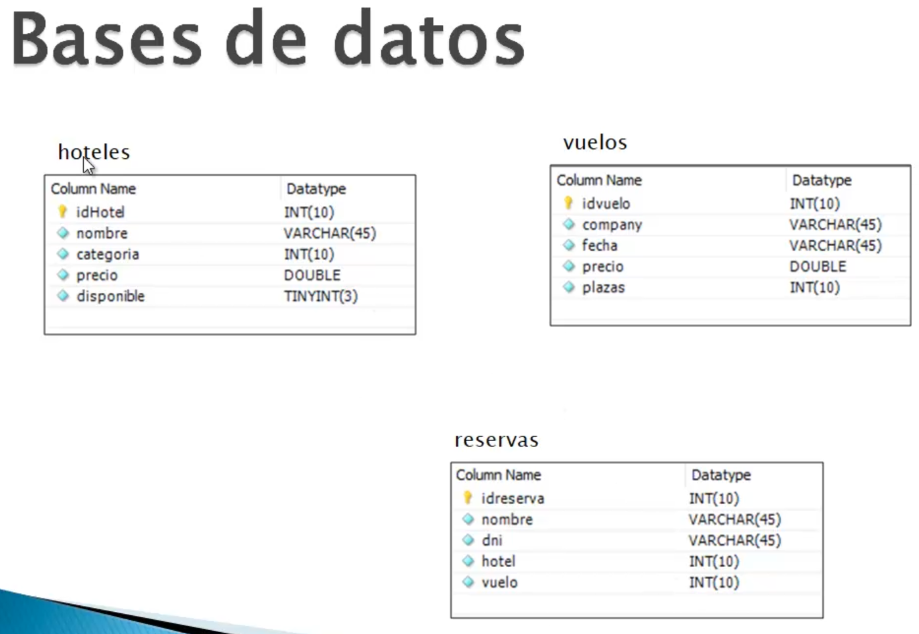 Bases de datos
hoteles
Column Name Datatype
idHotel INT(10)
nombre VARCHAR(45)
categoria INT(10)
precio DOUBLE
disponible TINYINT(3)
vuelos
Column Name Datatype
idvuelo INT(10)
company VARCHAR(45)
fecha VARCHAR(45)
precio DOUBLE
plazas INT(10)
reservas
Column Name Datatype
idreserva INT(10)
nombre VARCHAR(45)
dni VARCHAR(45)
hotel INT(10)
vuelo INT(10)